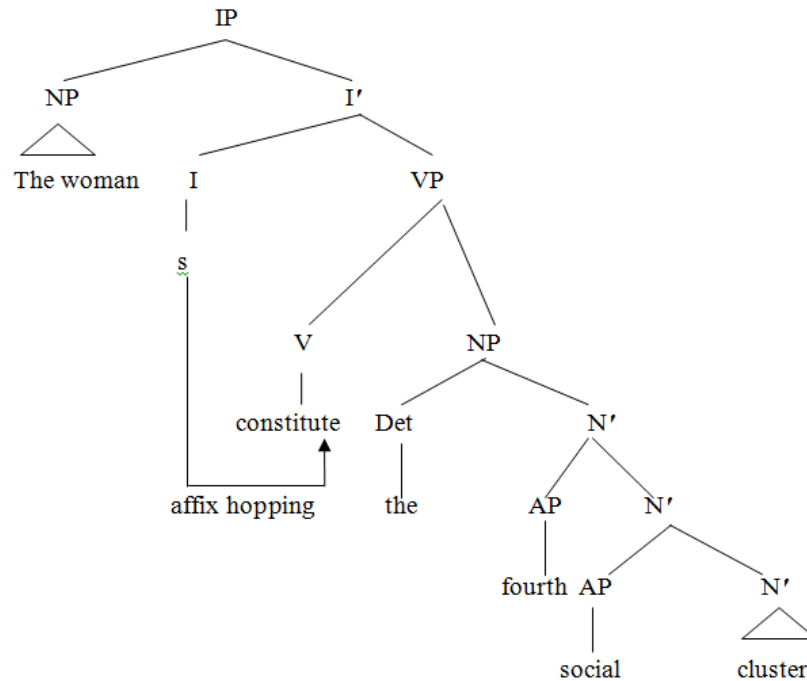 IP
NP I′
The woman I VP
s
V NP
constitute Det N′
affix hopping the AP N′
fourth AP N′
social cluster